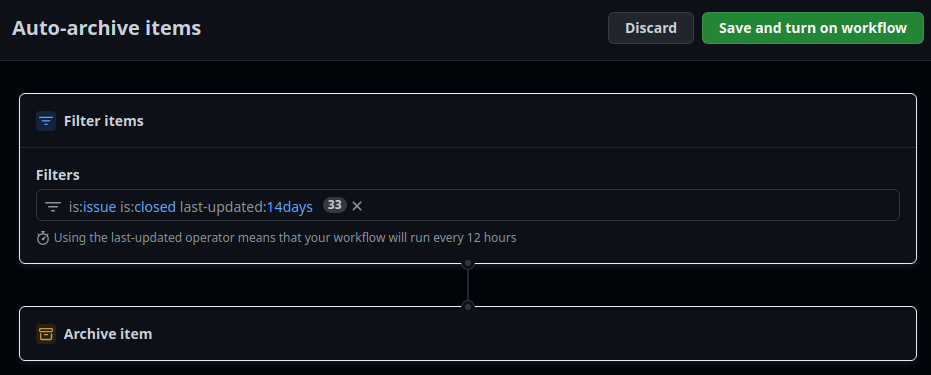 Auto-archive items
Discard
Save and turn on workflow
Filter items
Filters
is:issue is:closed last-updated:14days 33
Using the last-updated operator means that your workflow will run every 12 hours
Archive item